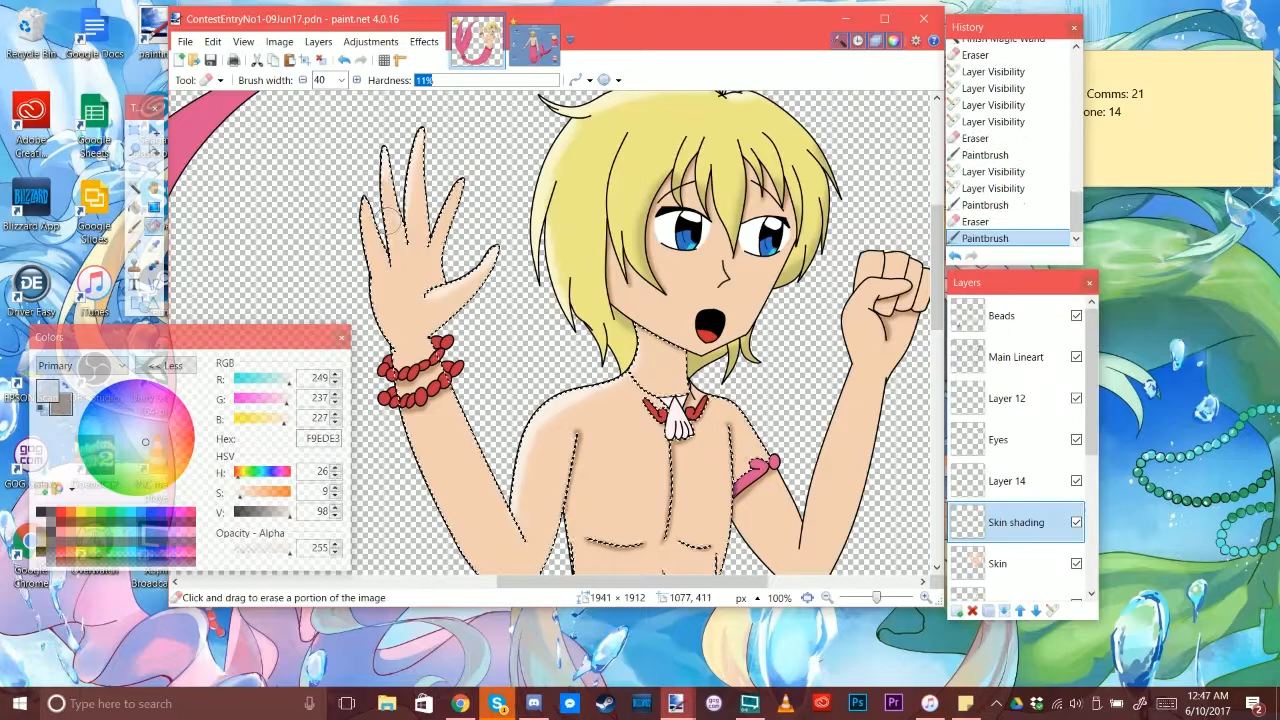 Recycle Bin
Google Docs
paint
Adobe Creati...
Google sheets
Blizzard App
Google Slides
Driver Easy
iTunes
Google Chrome
ContestEntryNo1-09Jun17.pdn - paint.net 4.0.16
File Edit View Image Layers Adjustments Effects
Tool: Brush width: 40 Hardness: 11%
History
Eraser
Layer Visibility
Layer Visibility
Layer Visibility
Layer Visibility
Eraser
Paintbrush
Layer Visibility
Layer Visibility
Paintbrush
Eraser
Paintbrush
Comms: 21
one: 14
Layers
Beads
Main Lineart
Layer 12
Eyes
Layer 14
Skin shading
Skin
Colors
Primary
<< Less
RGB
R: 249
G: 237
B: 227
Hex: F9EDE3
HSV
H: 26
S: 9
V: 98
Opacity - Alpha
255
Click and drag to erase a portion of the image
1941 × 1912
1077, 411
px
100%
Type here to search
12:47 AM
6/10/2017